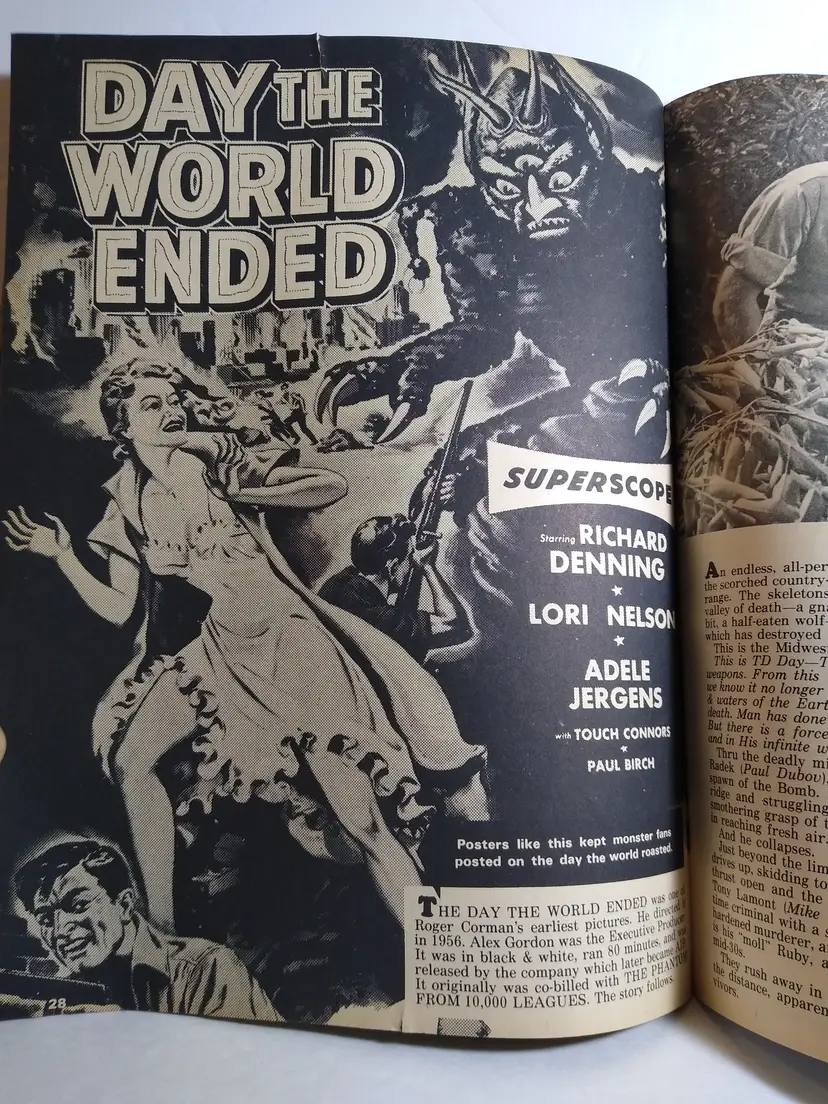 DAY THE
WORLD
ENDED
SUPERSCOPE
Starring RICHARD
DENNING
LORI NELSON
ADELE
JERGENS
with TOUCH CONNORS
PAUL BIRCH
Posters like this kept monster fans
posted on the day the world roasted.
THE DAY THE WORLD ENDED was one of
Roger Corman's earliest pictures. He directed
in 1956. Alex Gordon was the Executive Producer
It was in black & white, ran 80 minutes, and was
released by the company which later became
It originally was co-billed with THE PHANTOM
FROM 10,000 LEAGUES. The story follows.
28
An endless, all-per
the scorched country-
range. The skeletons
valley of death—a
bit, a half-eaten wolf-
which has destroyed
This is the Midwest
This is TD Day—T
weapons. From this
we know it no longer
& waters of the Eart
death. Man has done
But there is a force
and in His infinite w
Thru the deadly mi
Radek (Paul Dubov)
spawn of the Bomb.
ridge and struggling
smothering grasp of t
in reaching fresh air.
And he collapses.
Just beyond the lim
drives up, skidding to
thrust open and the
Tony Lamont (Mike
time criminal with a s
hardened murderer, a
is his "moll" Ruby, a
mid-30s.
They rush away in
the distance, apparen
vivors.